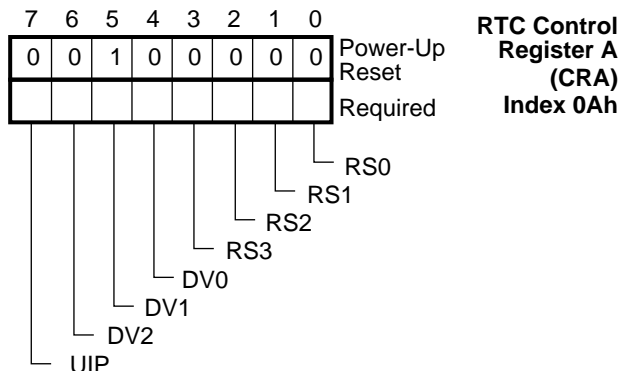 7 6 5 4 3 2 1 0
0 0 1 0 0 0 0 0
Power-Up
Reset
Required
RTC Control
Register A
(CRA)
Index 0Ah
RS0
RS1
RS2
RS3
DV0
DV1
DV2
UIP